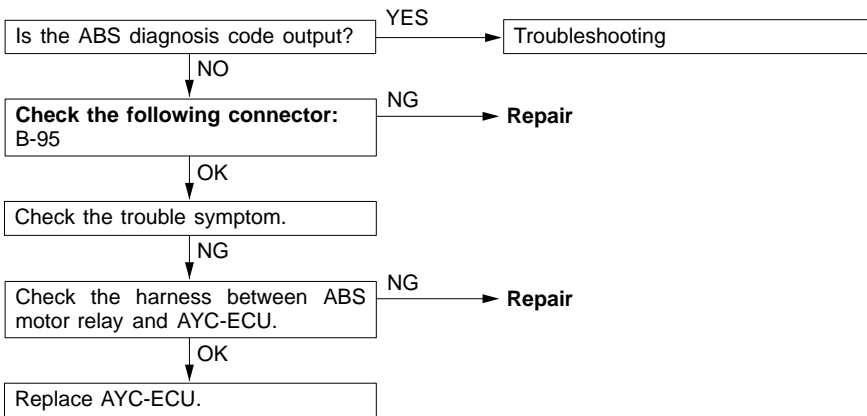 Is the ABS diagnosis code output?
YES
Troubleshooting
NO
Check the following connector:
B-95
NG
Repair
OK
Check the trouble symptom.
NG
Check the harness between ABS
motor relay and AYC-ECU.
NG
Repair
OK
Replace AYC-ECU.